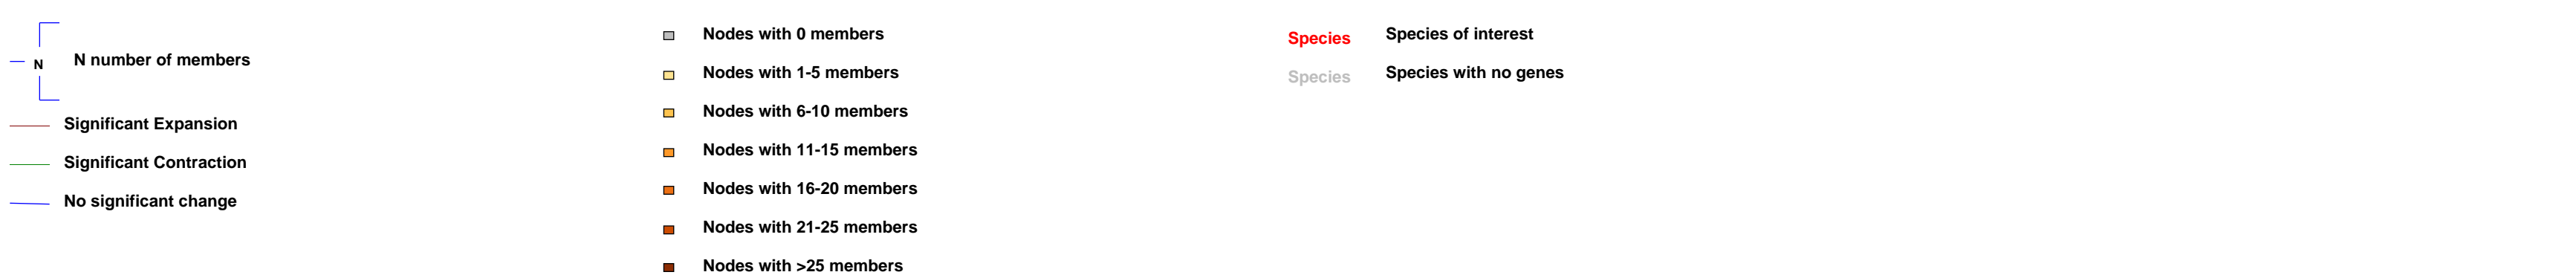 N
N number of members
Significant Expansion
Significant Contraction
No significant change
Nodes with 0 members
Nodes with 1-5 members
Nodes with 6-10 members
Nodes with 11-15 members
Nodes with 16-20 members
Nodes with 21-25 members
Nodes with >25 members
Species Species of interest
Species Species with no genes